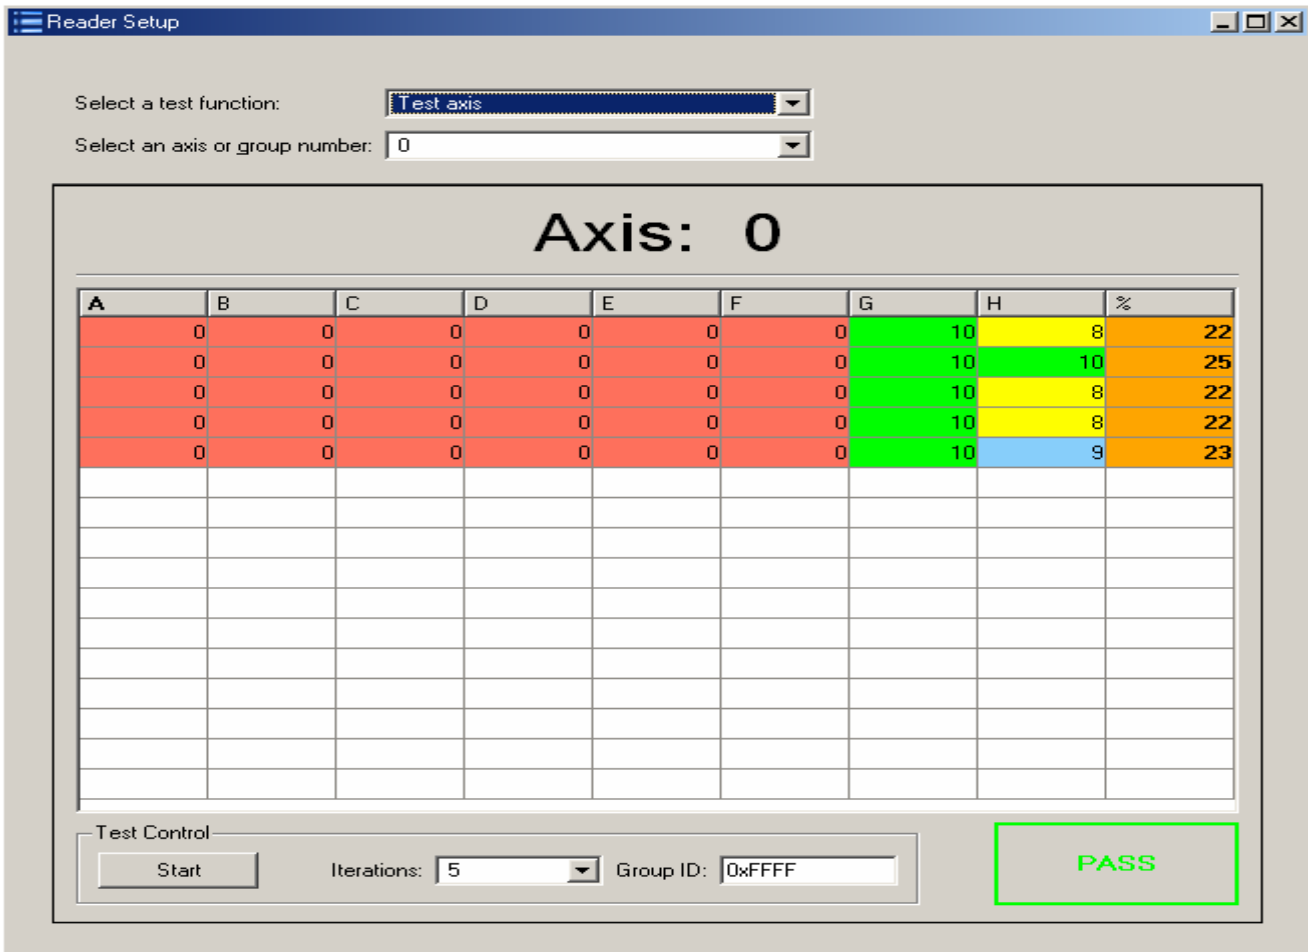 Reader Setup
Select a test function: Test axis
Select an axis or group number: 0
Axis: 0
A B C D E F G H %
0 0 0 0 0 0 10 8 22
0 0 0 0 0 0 10 10 25
0 0 0 0 0 0 10 8 22
0 0 0 0 0 0 10 8 22
0 0 0 0 0 0 10 9 23
Test Control
Start Iterations: 5 Group ID: 0xFFFF
PASS